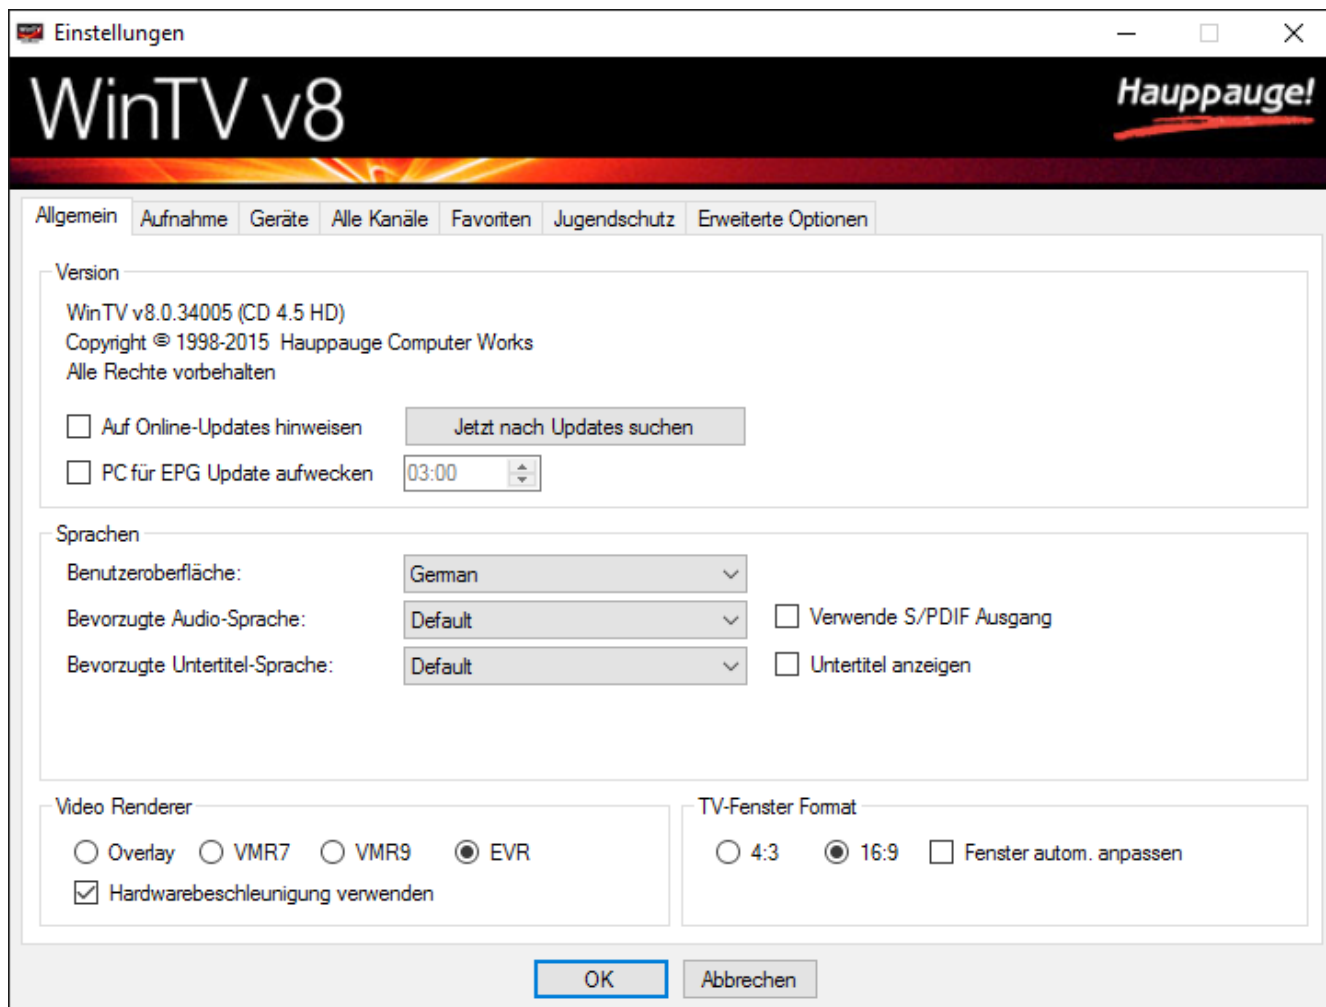 Einstellungen
WinTV v8
Hauppauge!
Allgemein Aufnahme Geräte Alle Kanäle Favoriten Jugendschutz Erweiterte Optionen
Version
WinTV v8.0.34005 (CD 4.5 HD)
Copyright © 1998-2015 Hauppauge Computer Works
Alle Rechte vorbehalten
Auf Online-Updates hinweisen Jetzt nach Updates suchen
PC für EPG Update aufwecken 03:00
Sprachen
Benutzeroberfläche: German
Bevorzugte Audio-Sprache: Default Verwende S/PDIF Ausgang
Bevorzugte Untertitel-Sprache: Default Untertitel anzeigen
Video Renderer
Overlay VMR7 VMR9 EVR
Hardwarebeschleunigung verwenden
TV-Fenster Format
4:3 16:9 Fenster autom. anpassen
OK Abbrechen